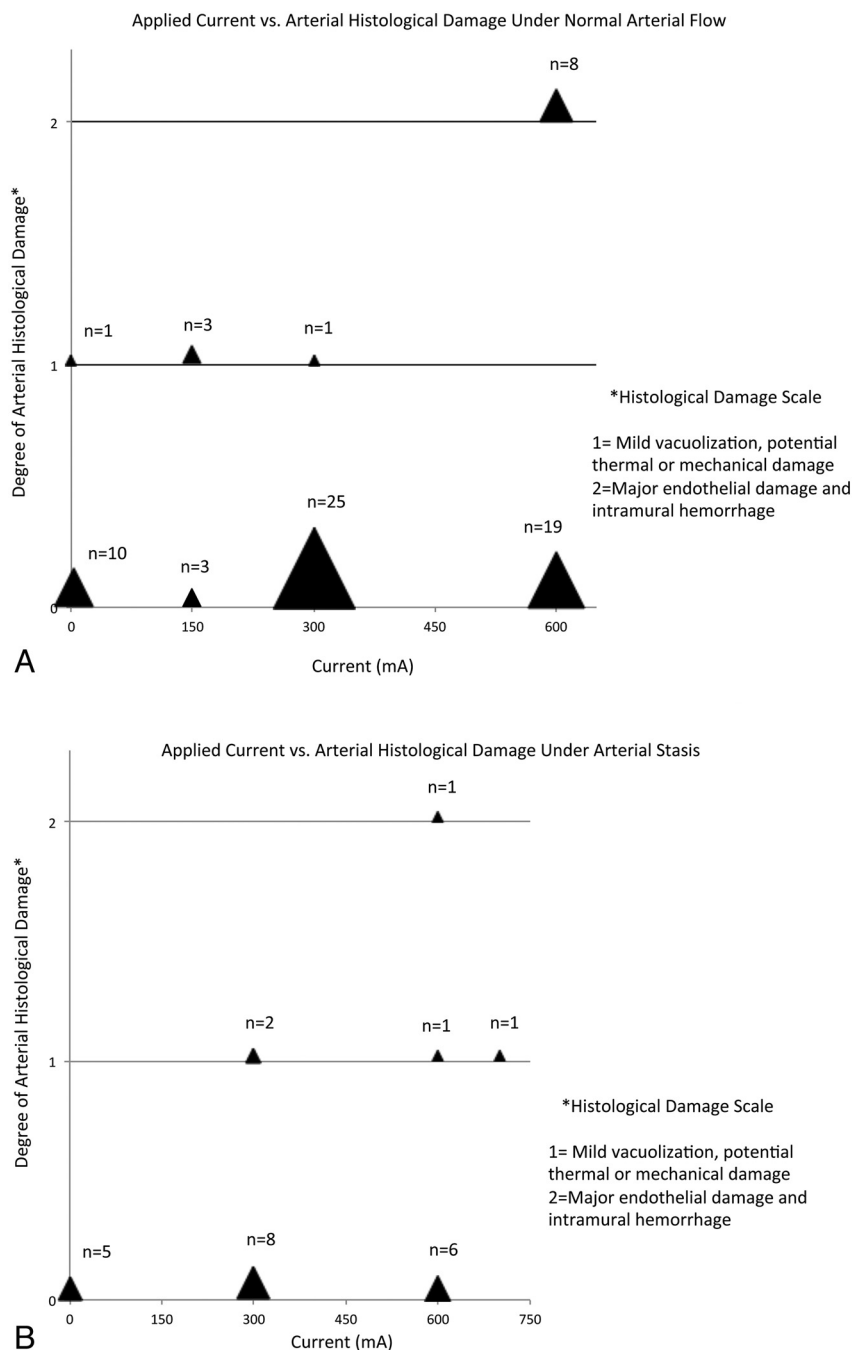 Applied Current vs. Arterial Histological Damage Under Normal Arterial Flow
n=8
2
Degree of Arterial Histological Damage*
n=1
n=3
n=1
1
*Histological Damage Scale
1= Mild vacuolization, potential
thermal or mechanical damage
2=Major endothelial damage and
intramural hemorrhage
n=25
n=19
n=10
n=3
0
0
150
300
450
600
A
Current (mA)
Applied Current vs. Arterial Histological Damage Under Arterial Stasis
n=1
2
Degree of Arterial Histological Damage*
n=2
n=1
n=1
1
*Histological Damage Scale
1= Mild vacuolization, potential
thermal or mechanical damage
2=Major endothelial damage and
intramural hemorrhage
n=5
n=8
n=6
0
0
150
300
450
600
750
B
Current (mA)